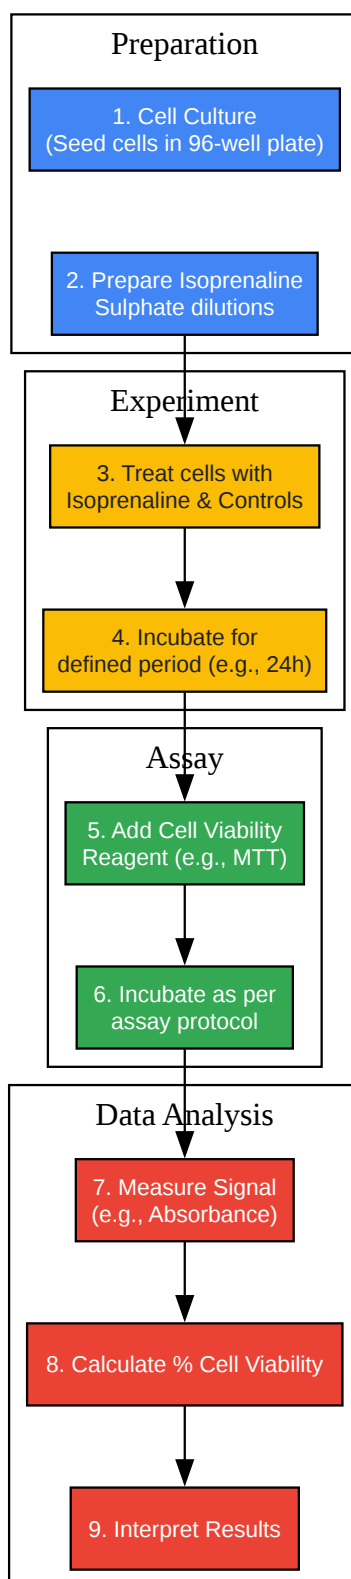 Preparation
1. Cell Culture
(Seed cells in 96-well plate)
2. Prepare Isoprenaline
Sulphate dilutions
Experiment
3. Treat cells with
Isoprenaline & Controls
4. Incubate for
defined period (e.g., 24h)
Assay
5. Add Cell Viability
Reagent (e.g., MTT)
6. Incubate as per
assay protocol
Data Analysis
7. Measure Signal
(e.g., Absorbance)
8. Calculate % Cell Viability
9. Interpret Results